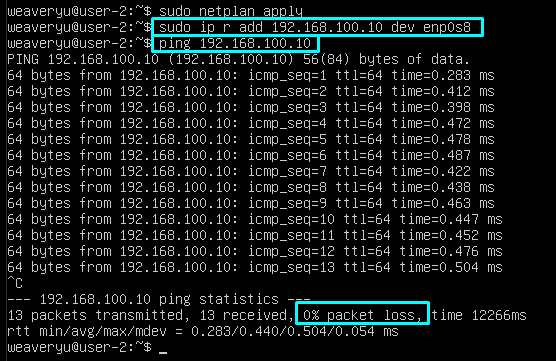 weaveryu@user-2:~$ sudo netplan apply
weaveryu@user-2:~$ sudo ip r add 192.168.100.10 dev enp0s8
weaveryu@user-2:~$ ping 192.168.100.10
PING 192.168.100.10 (192.168.100.10) 56(84) bytes of data.
64 bytes from 192.168.100.10: icmp_seq=1 ttl=64 time=0.283 ms
64 bytes from 192.168.100.10: icmp_seq=2 ttl=64 time=0.412 ms
64 bytes from 192.168.100.10: icmp_seq=3 ttl=64 time=0.398 ms
64 bytes from 192.168.100.10: icmp_seq=4 ttl=64 time=0.472 ms
64 bytes from 192.168.100.10: icmp_seq=5 ttl=64 time=0.478 ms
64 bytes from 192.168.100.10: icmp_seq=6 ttl=64 time=0.487 ms
64 bytes from 192.168.100.10: icmp_seq=7 ttl=64 time=0.422 ms
64 bytes from 192.168.100.10: icmp_seq=8 ttl=64 time=0.438 ms
64 bytes from 192.168.100.10: icmp_seq=9 ttl=64 time=0.463 ms
64 bytes from 192.168.100.10: icmp_seq=10 ttl=64 time=0.447 ms
64 bytes from 192.168.100.10: icmp_seq=11 ttl=64 time=0.452 ms
64 bytes from 192.168.100.10: icmp_seq=12 ttl=64 time=0.476 ms
64 bytes from 192.168.100.10: icmp_seq=13 ttl=64 time=0.504 ms
^C
--- 192.168.100.10 ping statistics ---
13 packets transmitted, 13 received, 0% packet loss, time 12266ms
rtt min/avg/max/mdev = 0.283/0.440/0.504/0.054 ms
weaveryu@user-2:~$ _